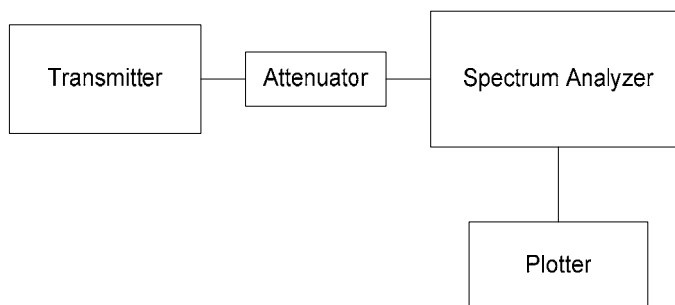 Transmitter
Attenuator
Spectrum Analyzer
Plotter